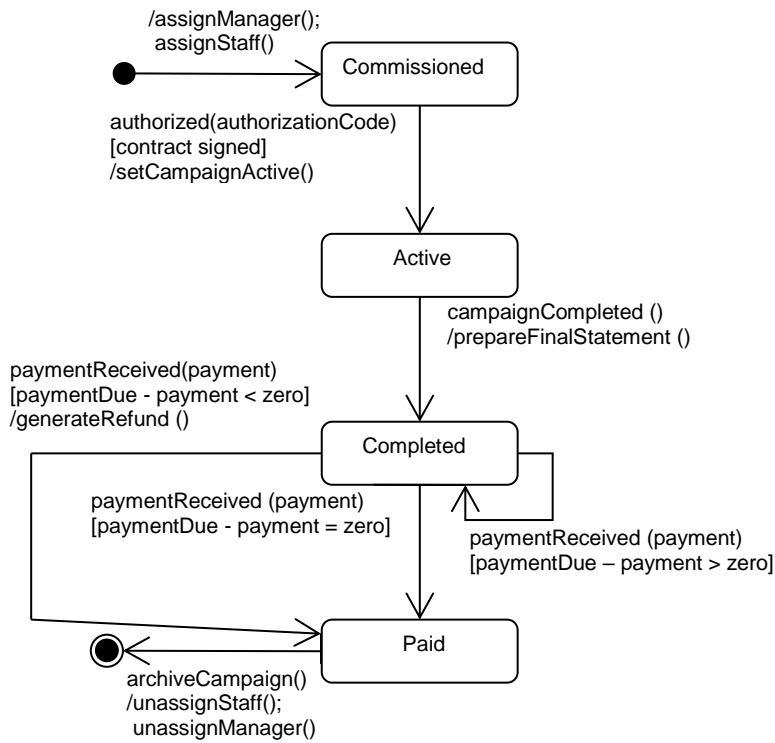 /assignManager();
assignStaff()
Commissioned
authorized(authorizationCode)
[contract signed]
/setCampaignActive()
Active
campaignCompleted ()
/prepareFinalStatement ()
paymentReceived(payment)
[paymentDue - payment < zero]
/generateRefund ()
Completed
paymentReceived (payment)
[paymentDue - payment = zero]
paymentReceived (payment)
[paymentDue – payment > zero]
Paid
archiveCampaign()
/unassignStaff();
unassignManager()